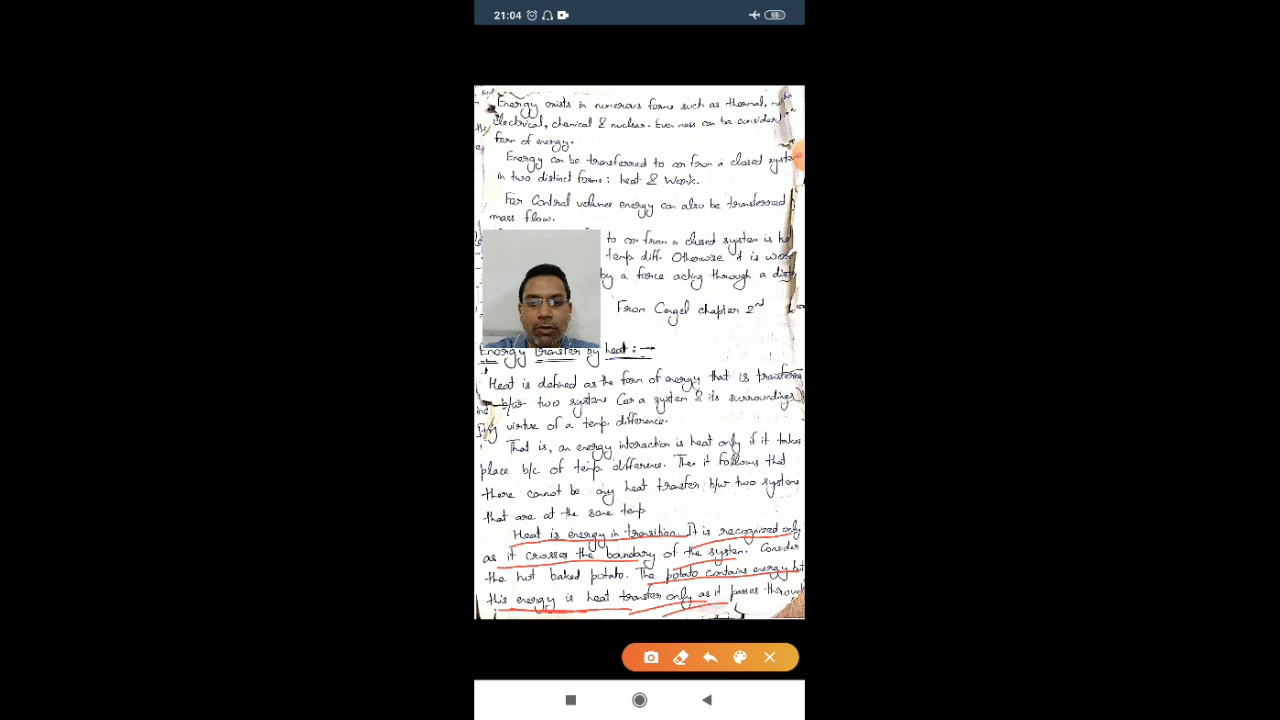 21:04
55
Energy exists in numerous forms such as thermal,
electrical, chemical & nuclear. Even mass can be consider
form of energy.
Energy can be transferred to or from a closed syste
in two distinct forms: heat & Work.
For Control volumes energy can also be transferred
mass flow.
to or from a closed system is
temp. diff. Otherwise it is wor
by a force acting through a dist
From Cengel chapter 2nd
Energy transfer by heat :-
Heat is defined as the form of energy that is transferre
b/w two systems (or a system & its surroundings
virtue of a temp. difference.
That is, an energy interaction is heat only if it takes
place b/c of temp. difference. Then it follows that
there cannot be any heat transfer b/w two systems
that are at the same temp
Heat is energy in transition. It is recognized only
as it crosses the boundary of the system. Consider
the hot baked potato. The potato contains energy but
this energy is heat transfer only as it passes through